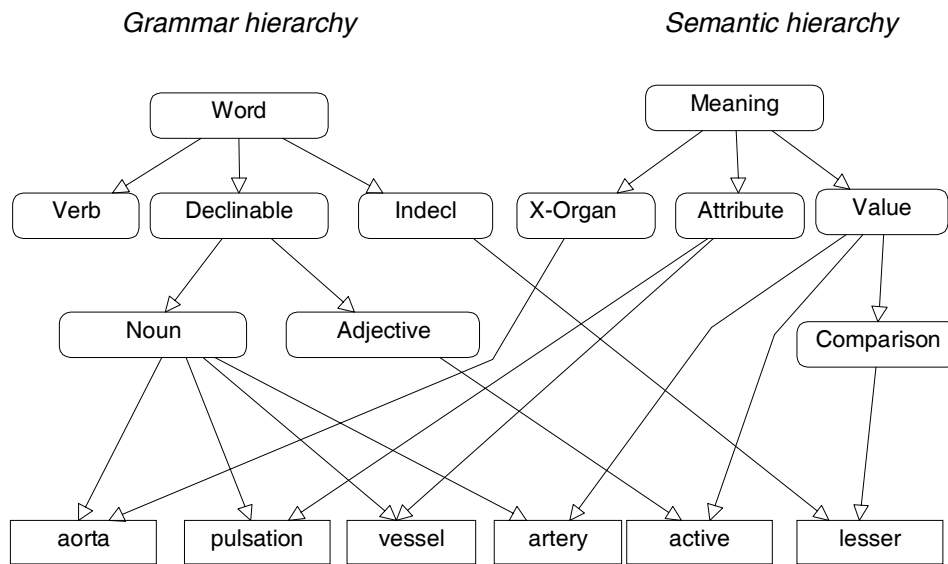 Grammar hierarchy Semantic hierarchy
Word Meaning
Verb Declinable Indecl X-Organ Attribute Value
Noun Adjective Comparison
aorta pulsation vessel artery active lesser